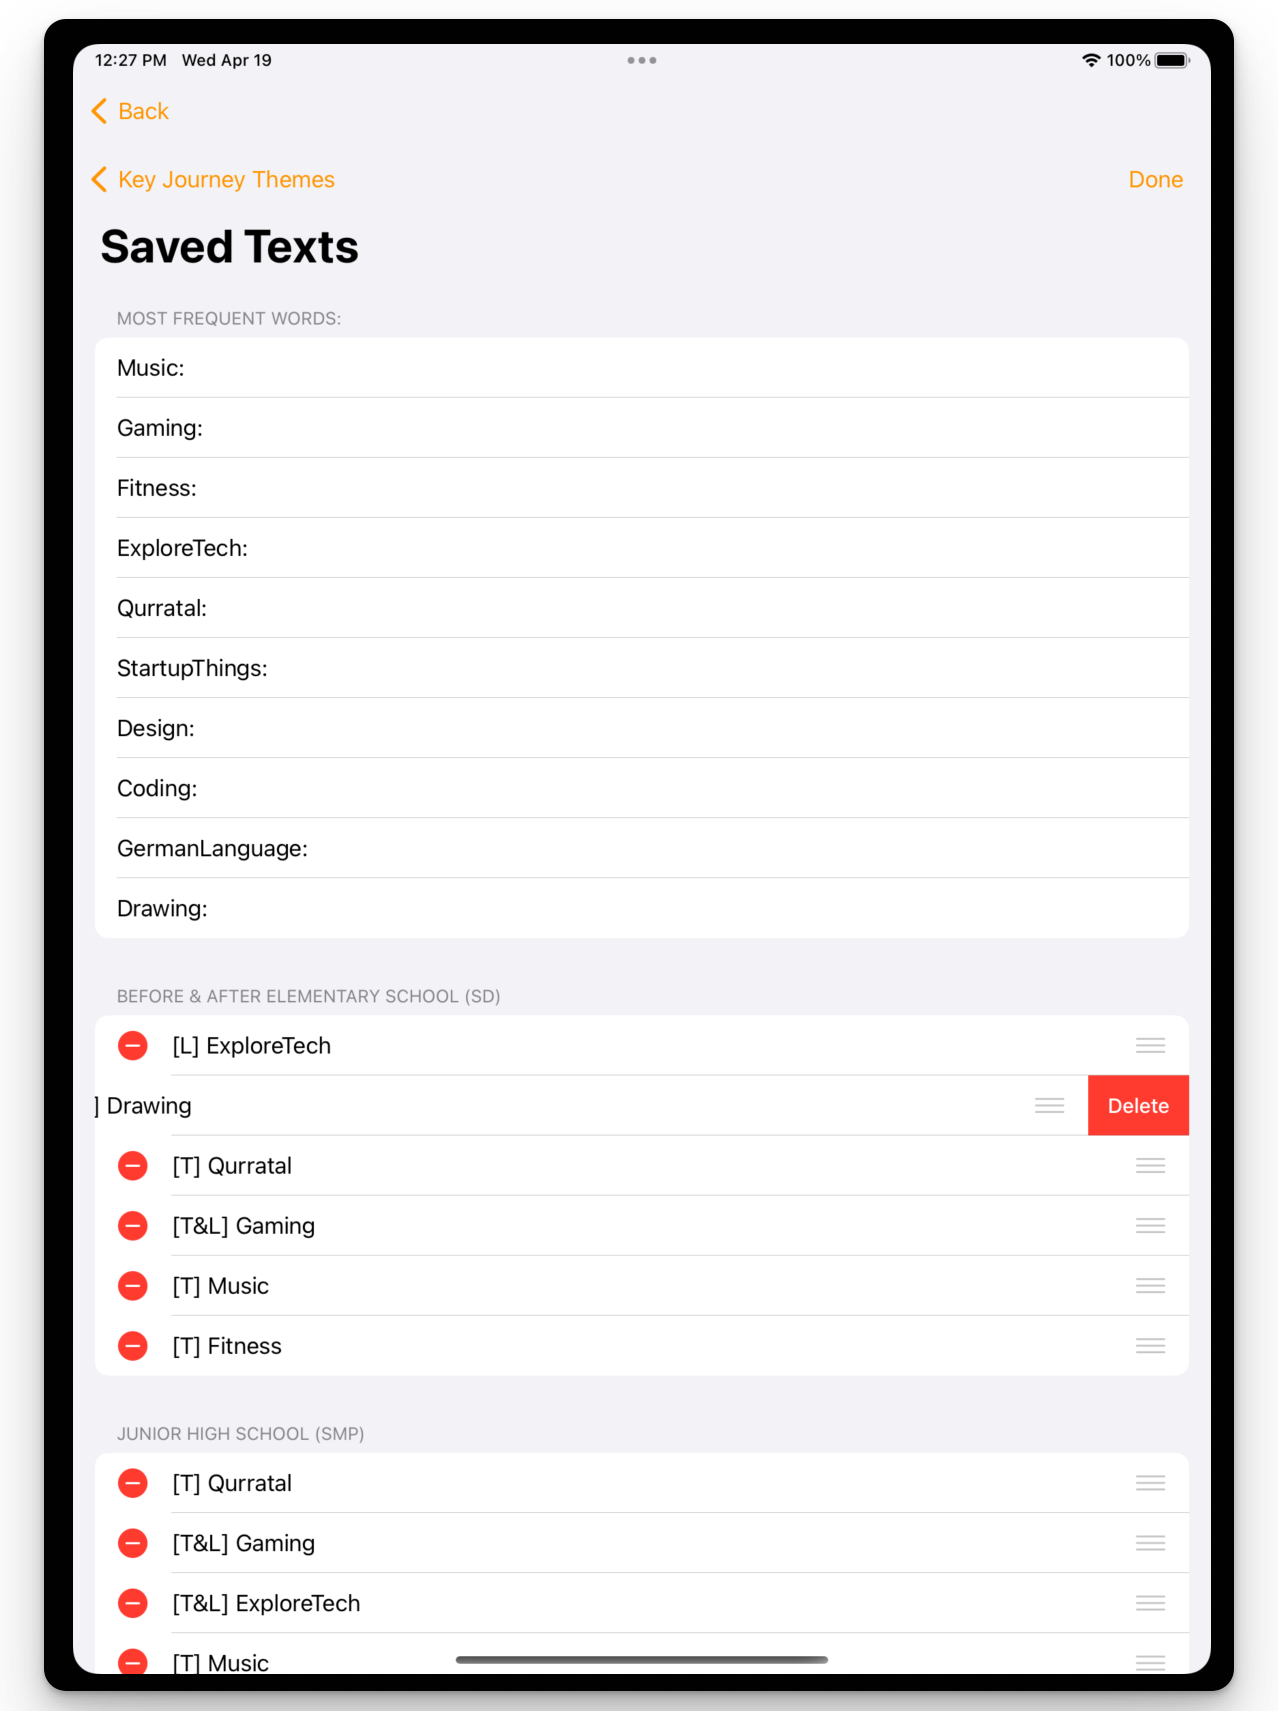 12:27 PM Wed Apr 19 100%
Back
Key Journey Themes Done
Saved Texts
MOST FREQUENT WORDS:
Music:
Gaming:
Fitness:
ExploreTech:
Qurratal:
StartupThings:
Design:
Coding:
GermanLanguage:
Drawing:
BEFORE & AFTER ELEMENTARY SCHOOL (SD)
[L] ExploreTech
] Drawing Delete
[T] Qurratal
[T&L] Gaming
[T] Music
[T] Fitness
JUNIOR HIGH SCHOOL (SMP)
[T] Qurratal
[T&L] Gaming
[T&L] ExploreTech
[T] Music